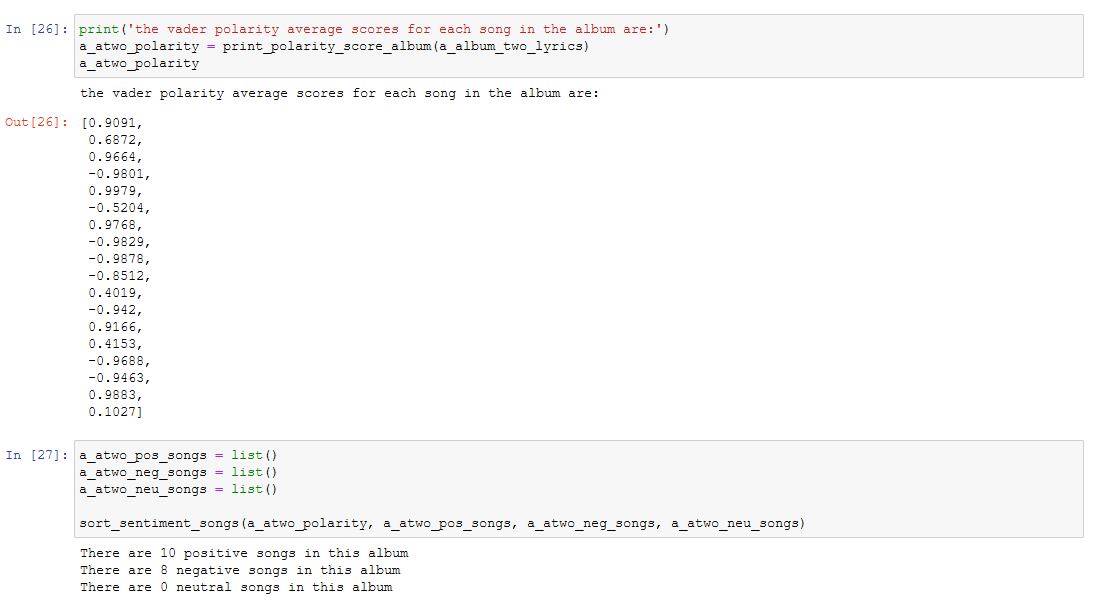 In [26]: print('the vader polarity average scores for each song in the album are:')
a_atwo_polarity = print_polarity_score_album(a_album_two_lyrics)
a_atwo_polarity
the vader polarity average scores for each song in the album are:
Out[26]: [0.9091,
0.6872,
0.9664,
-0.9801,
0.9979,
-0.5204,
0.9768,
-0.9829,
-0.9878,
-0.8512,
0.4019,
-0.942,
0.9166,
0.4153,
-0.9688,
-0.9463,
0.9883,
0.1027]
In [27]: a_atwo_pos_songs = list()
a_atwo_neg_songs = list()
a_atwo_neu_songs = list()
sort_sentiment_songs(a_atwo_polarity, a_atwo_pos_songs, a_atwo_neg_songs, a_atwo_neu_songs)
There are 10 positive songs in this album
There are 8 negative songs in this album
There are 0 neutral songs in this album